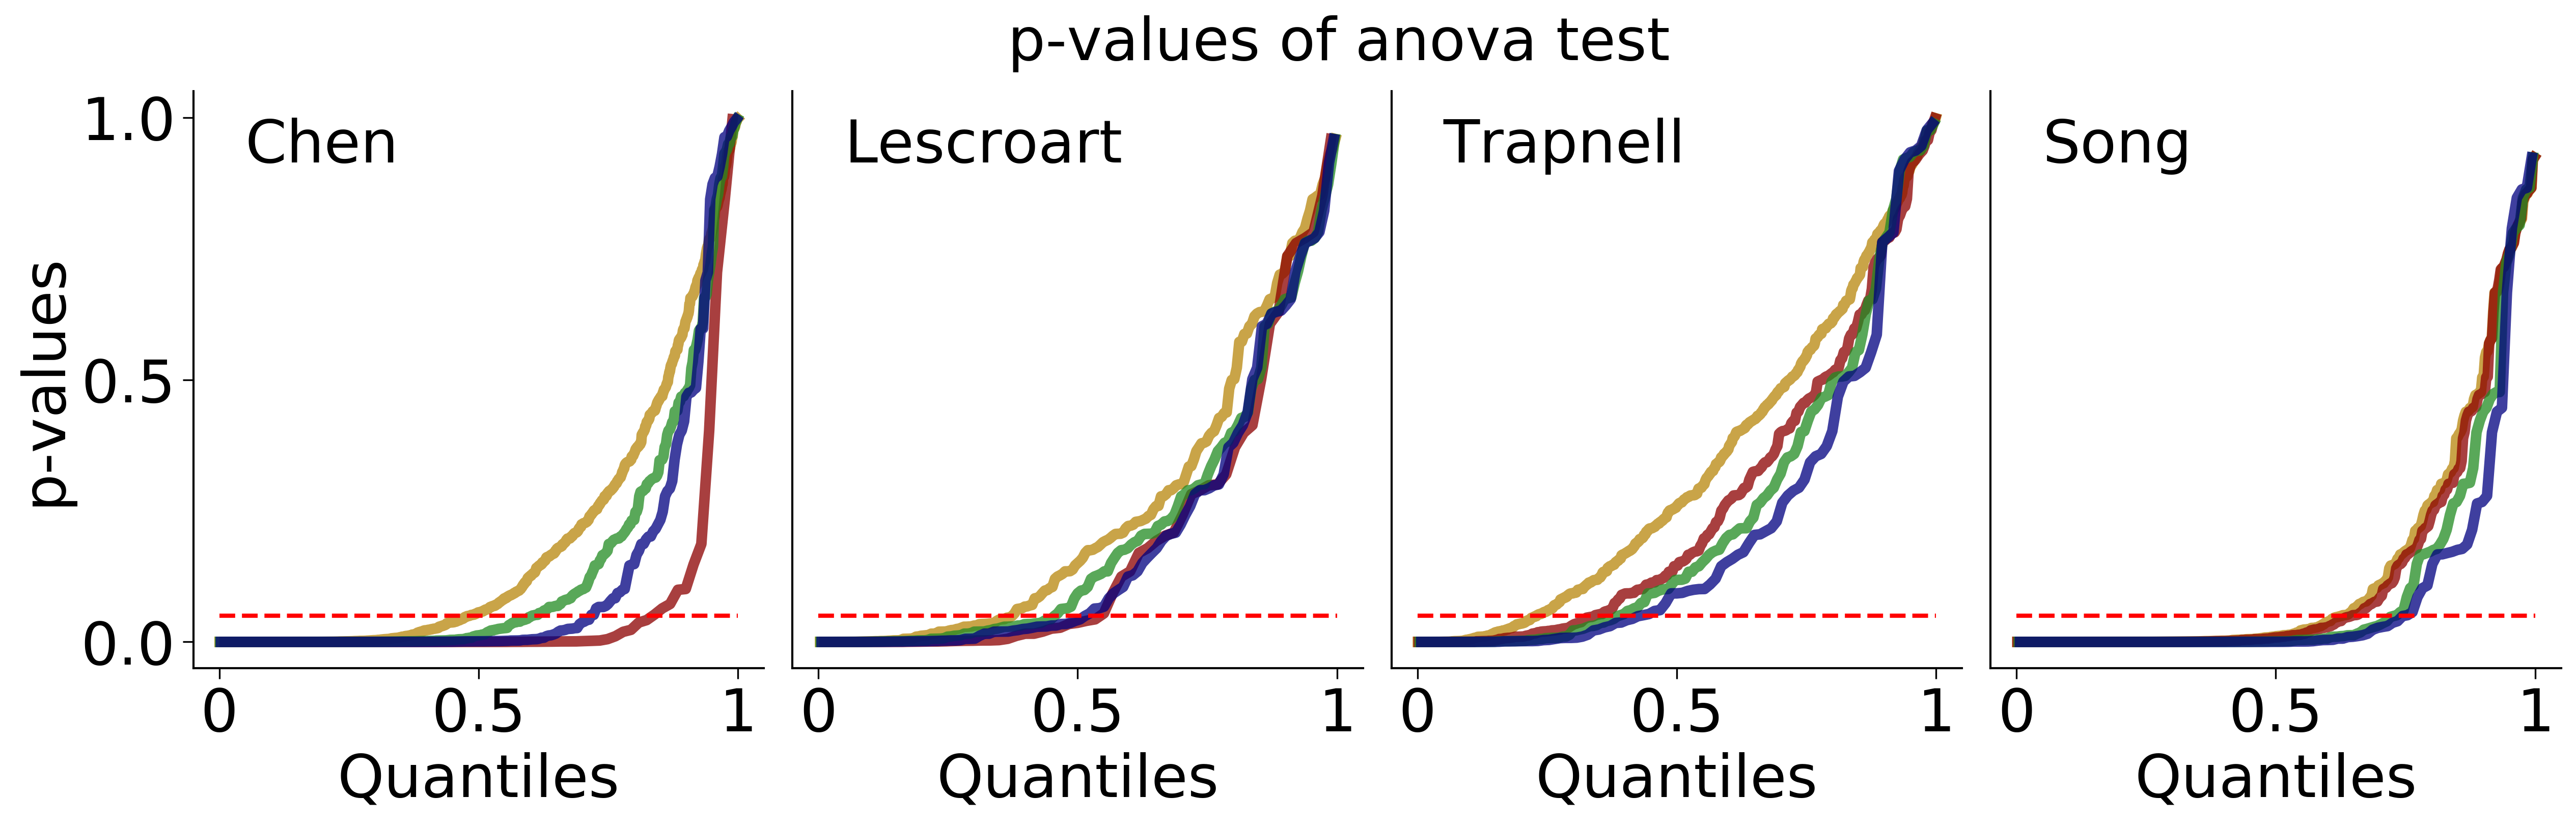 p-values of anova test
Chen
Lescroart
Trapnell
Song
p-values
1.0
0.5
0.0
0 0.5 1
0 0.5 1
0 0.5 1
0 0.5 1
Quantiles
Quantiles
Quantiles
Quantiles